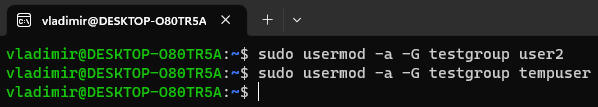 vladimir@DESKTOP-O80TR5A: ~
vladimir@DESKTOP-O80TR5A:~$ sudo usermod -a -G testgroup user2
vladimir@DESKTOP-O80TR5A:~$ sudo usermod -a -G testgroup tempuser
vladimir@DESKTOP-O80TR5A:~$